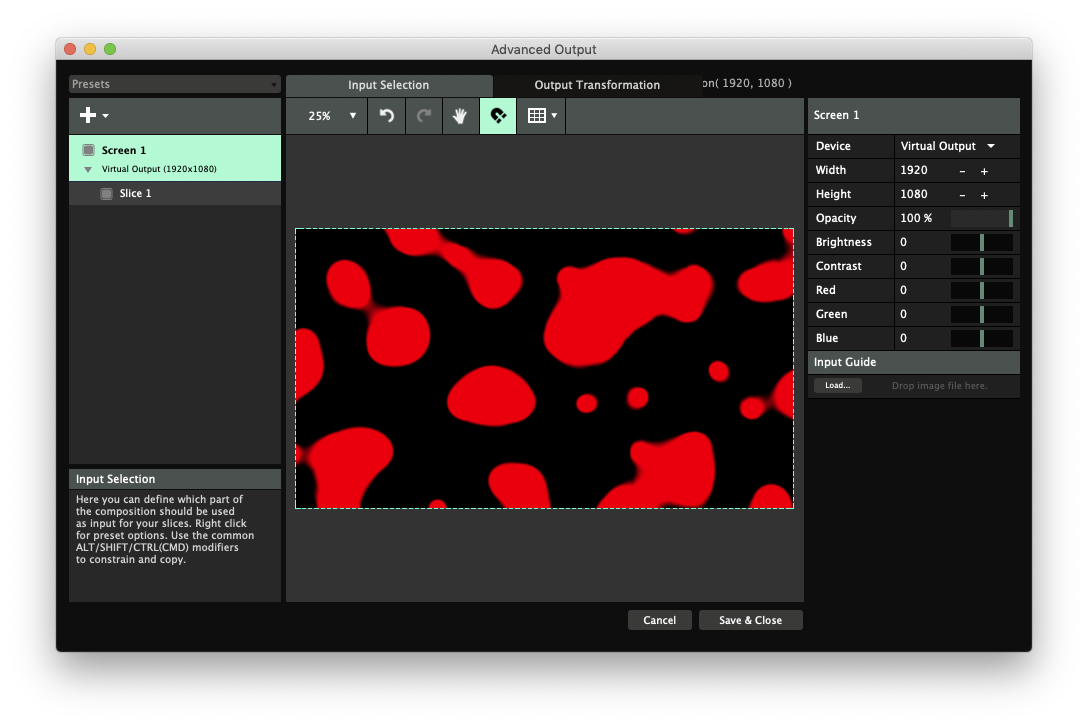 Advanced Output
Presets
Input Selection
Output Transformation
on( 1920, 1080 )
25%
Screen 1
Virtual Output (1920x1080)
Slice 1
Input Selection
Here you can define which part of
the composition should be used
as input for your slices. Right click
for preset options. Use the common
ALT/SHIFT/CTRL(CMD) modifiers
to constrain and copy.
Screen 1
Device Virtual Output
Width 1920 - +
Height 1080 - +
Opacity 100 %
Brightness 0
Contrast 0
Red 0
Green 0
Blue 0
Input Guide
Load... Drop image file here.
Cancel
Save & Close